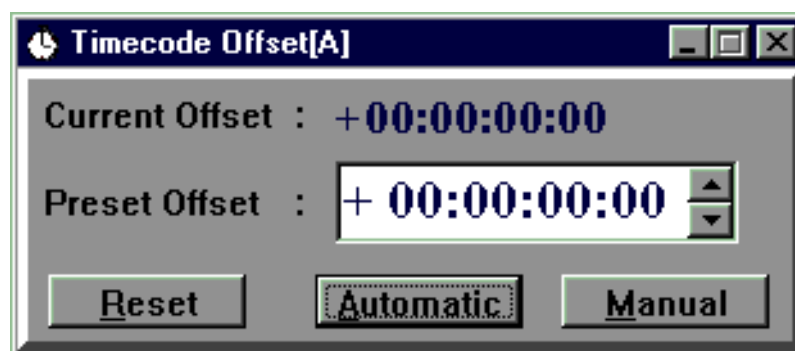 Timecode Offset[A]
Current Offset : +00:00:00:00
Preset Offset : + 00:00:00:00
Reset Automatic Manual